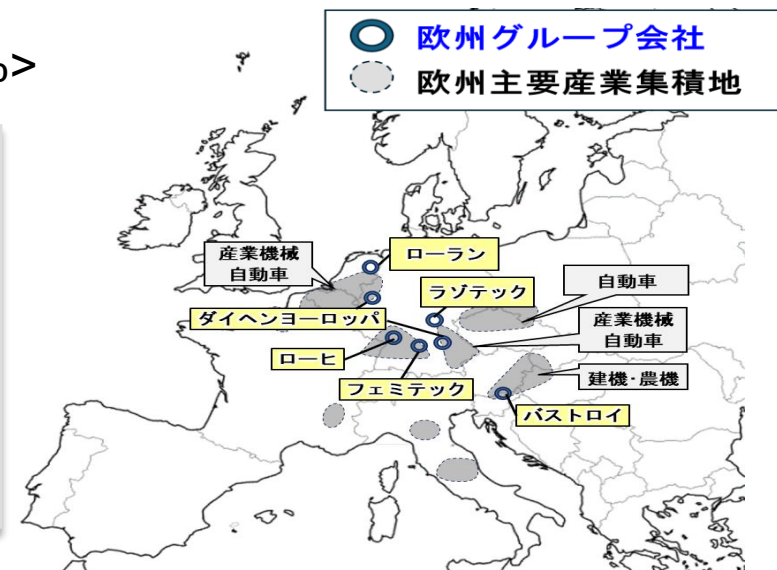 欧州グループ会社
欧州主要産業集積地
>
産業機械
自動車
ローラン
ラゾテック
自動車
ダイヘンヨーロッパ
産業機械
自動車
ローヒ
フェミテック
建機・農機
バストロイ